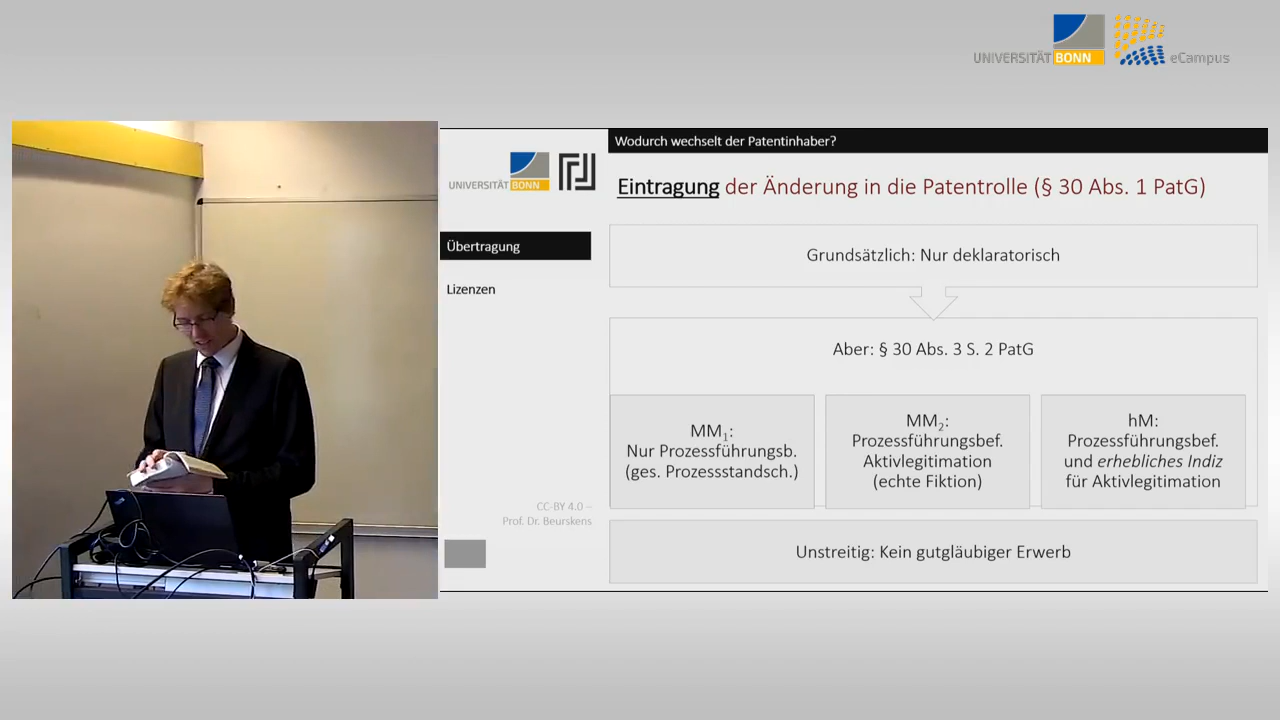 UNIVERSITÄT BONN eCampus
Wodurch wechselt der Patentinhaber?
UNIVERSITÄT BONN
Eintragung der Änderung in die Patentrolle (§ 30 Abs. 1 PatG)
Übertragung
Lizenzen
Grundsätzlich: Nur deklaratorisch
Aber: § 30 Abs. 3 S. 2 PatG
MM₁:
Nur Prozessführungsb.
(ges. Prozessstandsch.)
MM₂:
Prozessführungsbef.
Aktivlegitimation
(echte Fiktion)
hM:
Prozessführungsbef.
und erhebliches Indiz
für Aktivlegitimation
Unstreitig: Kein gutgläubiger Erwerb
CC-BY 4.0 –
Prof. Dr. Beurskens